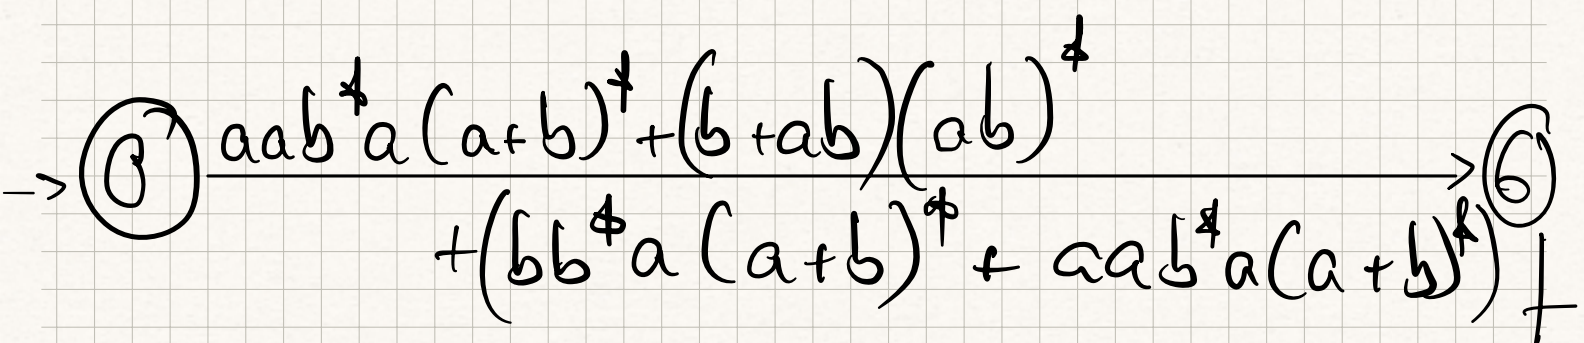 → 0 aab*a(a+b)*+(b+ab)(ab)* → 6
+(bb*a(a+b)*+aab*a(a+b)*)